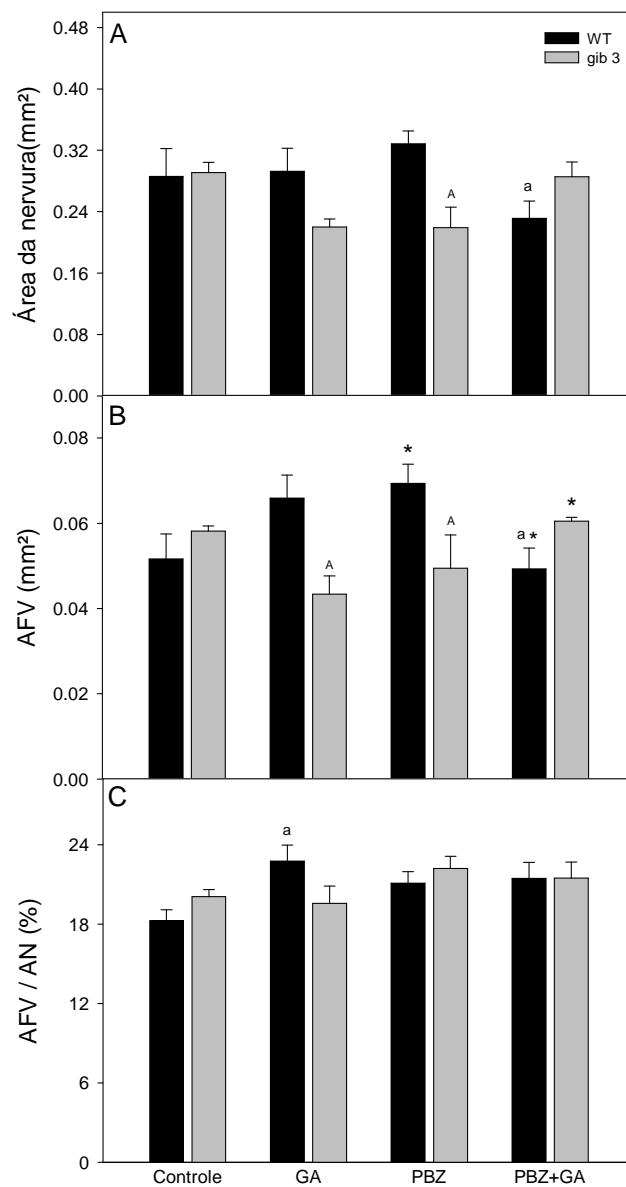 A
WT
gib 3
0.48
0.40
0.32
0.24
0.16
0.00
Área da nervura(mm²)
A
a
B
0.08
0.06
0.04
0.02
0.00
AFV (mm²)
A
*
A
a *
*
C
24
18
12
6
0
AFV / AN (%)
a
Controle
GA
PBZ
PBZ+GA